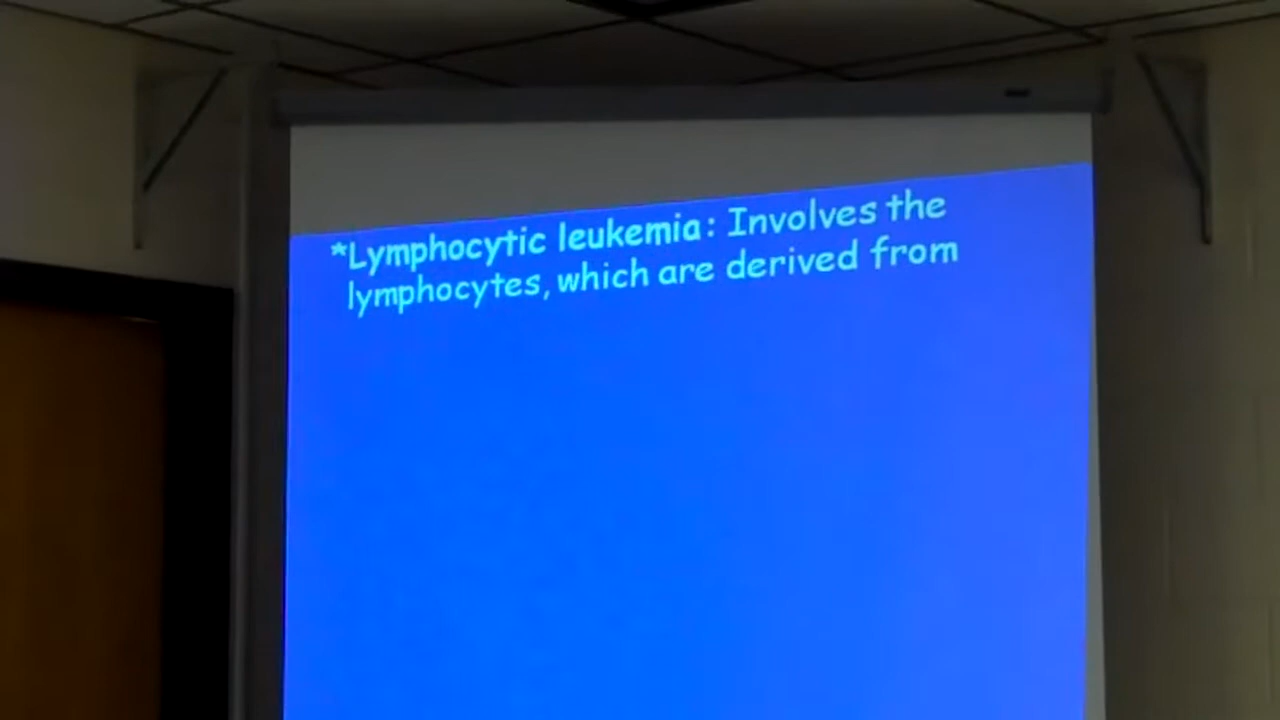 *Lymphocytic leukemia: Involves the
lymphocytes, which are derived from